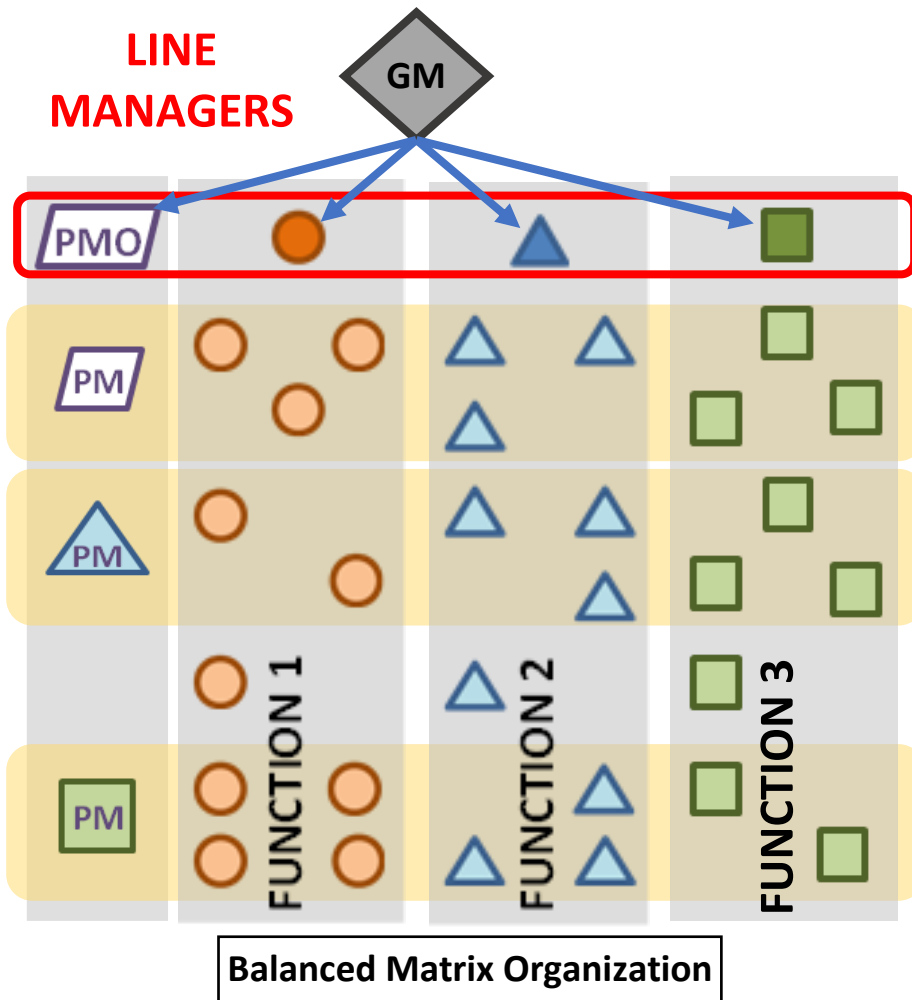 LINE
MANAGERS
GM
PMO
PM
PM
PM
FUNCTION 1
FUNCTION 2
FUNCTION 3
Balanced Matrix Organization